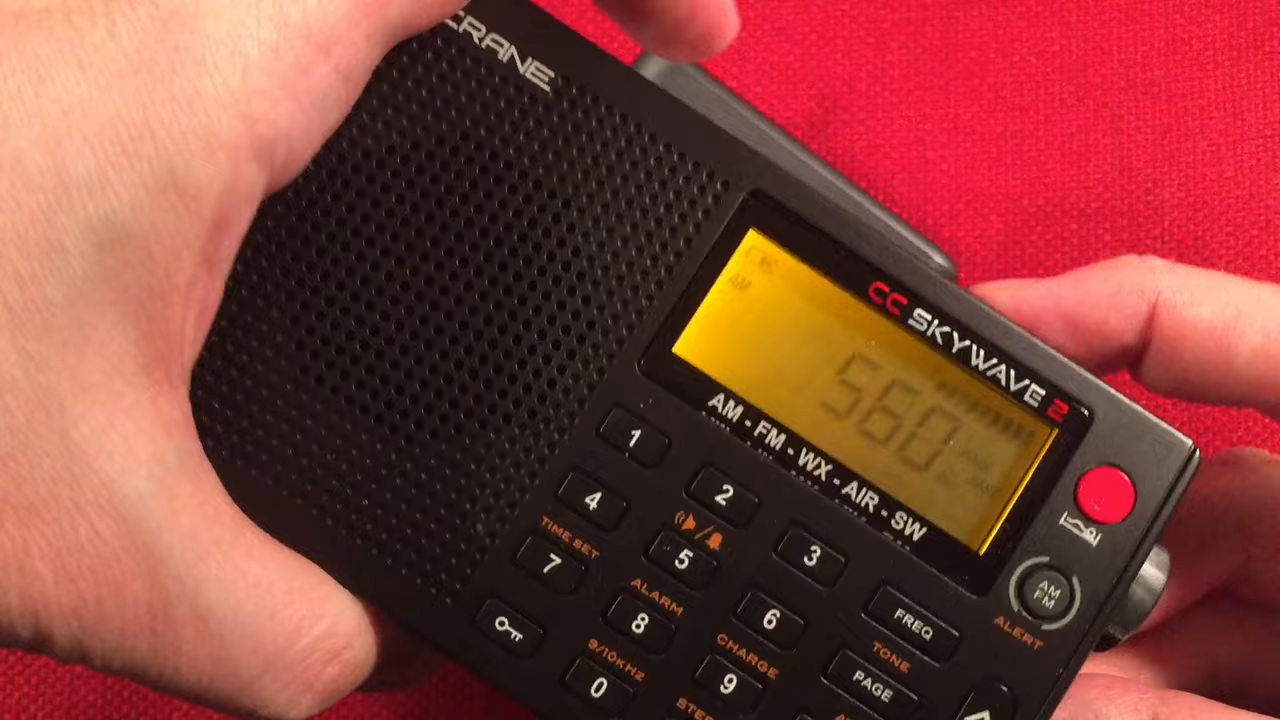 CRANE
CC SKYWAVE 2
AM
560
AM - FM - WX - AIR - SW
1
2
3
4
5
6
TIME SET
7
ALARM
8
CHARGE
9
9/10kHz
0
FREQ
TONE
PAGE
AM
FM
ALERT